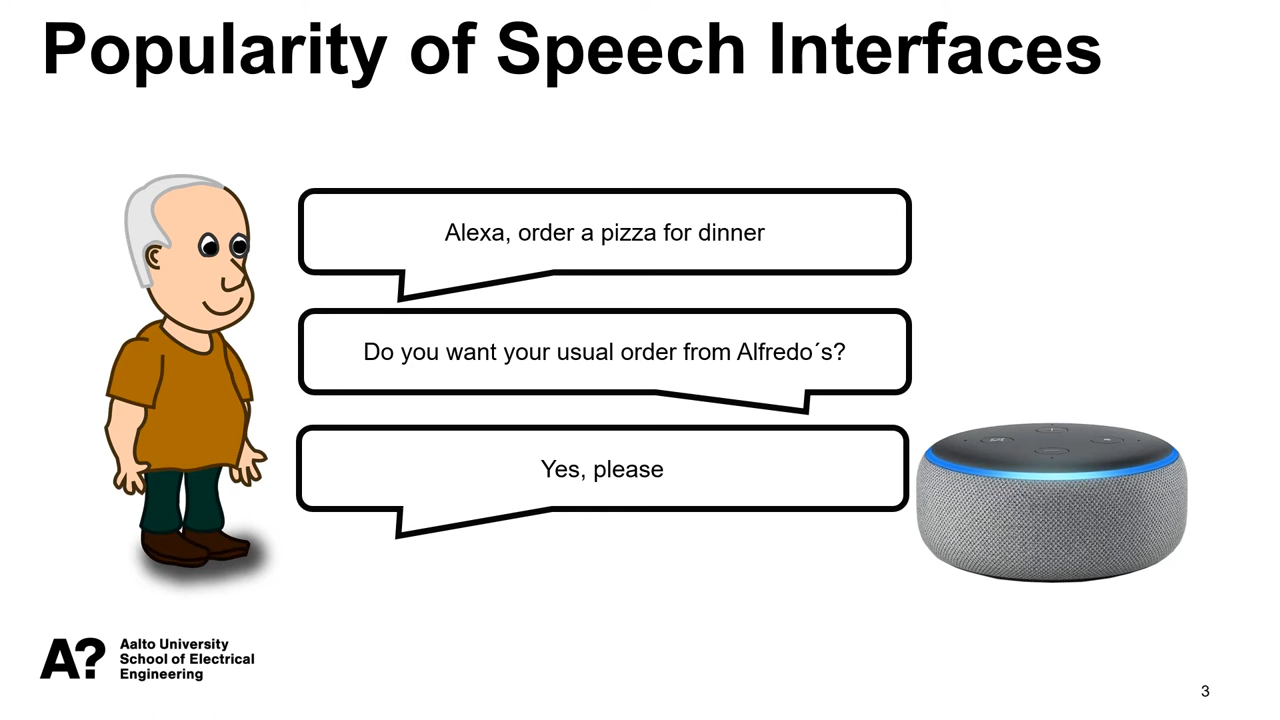 Popularity of Speech Interfaces
Alexa, order a pizza for dinner
Do you want your usual order from Alfredo´s?
Yes, please
A?
Aalto University
School of Electrical
Engineering
3